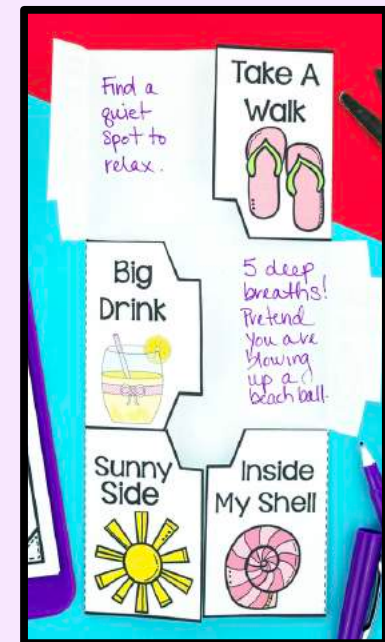 Find a
quiet
spot to
relax.
Take A
Walk
Big
Drink
5 deep
breaths!
Pretend
you are
blowing
up a
beach ball.
Sunny
Side
Inside
My Shell